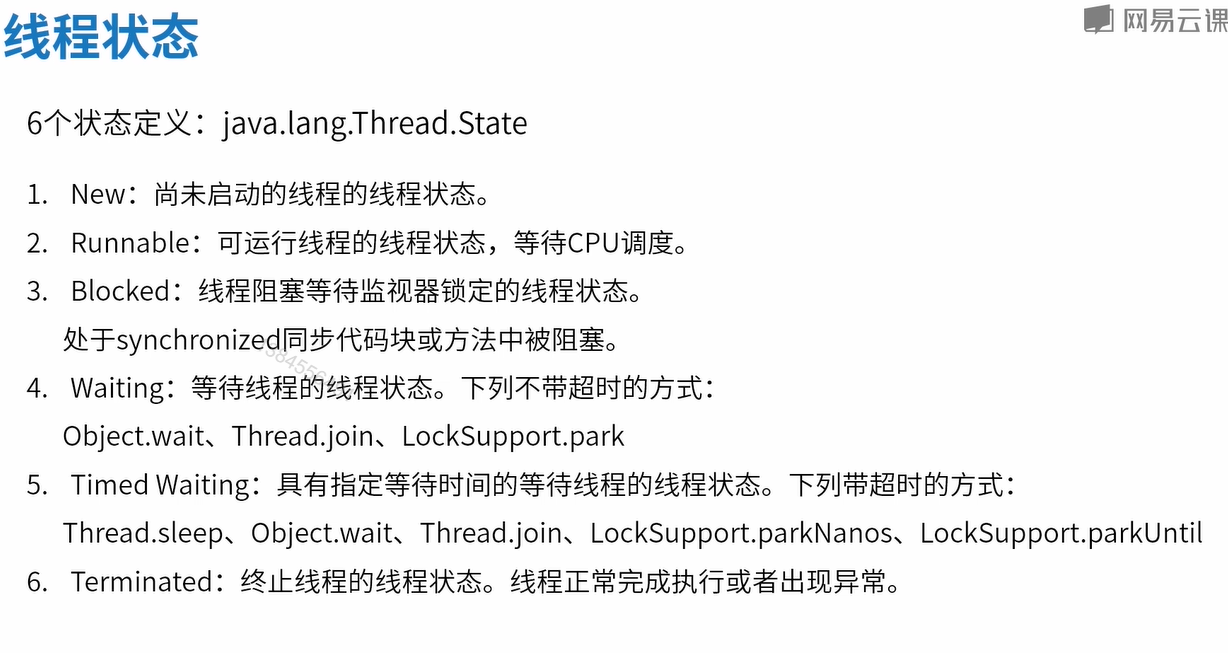 线程状态
网易云课
6个状态定义：java.lang.Thread.State
1. New：尚未启动的线程的线程状态。
2. Runnable：可运行线程的线程状态，等待CPU调度。
3. Blocked：线程阻塞等待监视器锁定的线程状态。
处于synchronized同步代码块或方法中被阻塞。
4. Waiting：等待线程的线程状态。下列不带超时的方式：
Object.wait、Thread.join、LockSupport.park
5. Timed Waiting：具有指定等待时间的等待线程的线程状态。下列带超时的方式：
Thread.sleep、Object.wait、Thread.join、LockSupport.parkNanos、LockSupport.parkUntil
6. Terminated：终止线程的线程状态。线程正常完成执行或者出现异常。